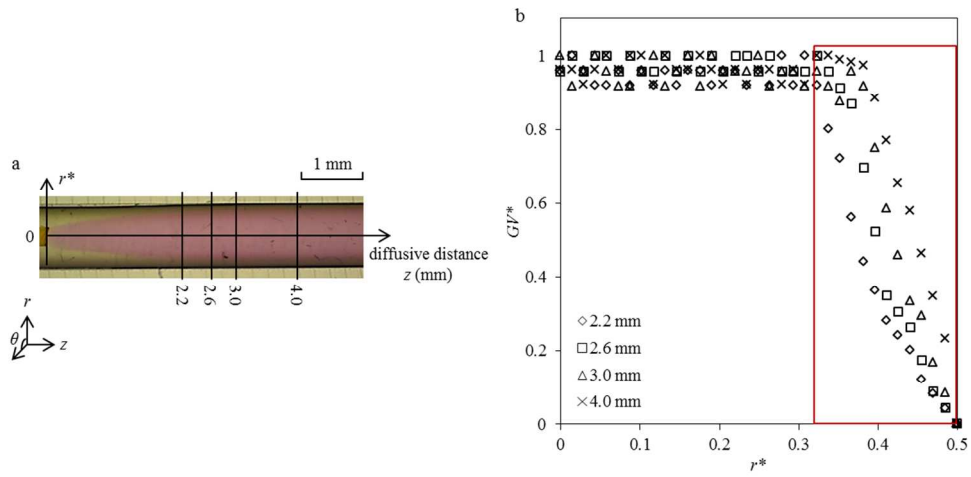 a
r*
1 mm
0
diffusive distance
z (mm)
2.2
2.6
3.0
4.0
r
θ
z
b
1
0.8
0.6
0.4
0.2
0
GV*
2.2 mm
2.6 mm
3.0 mm
4.0 mm
0 0.1 0.2 0.3 0.4 0.5
r*